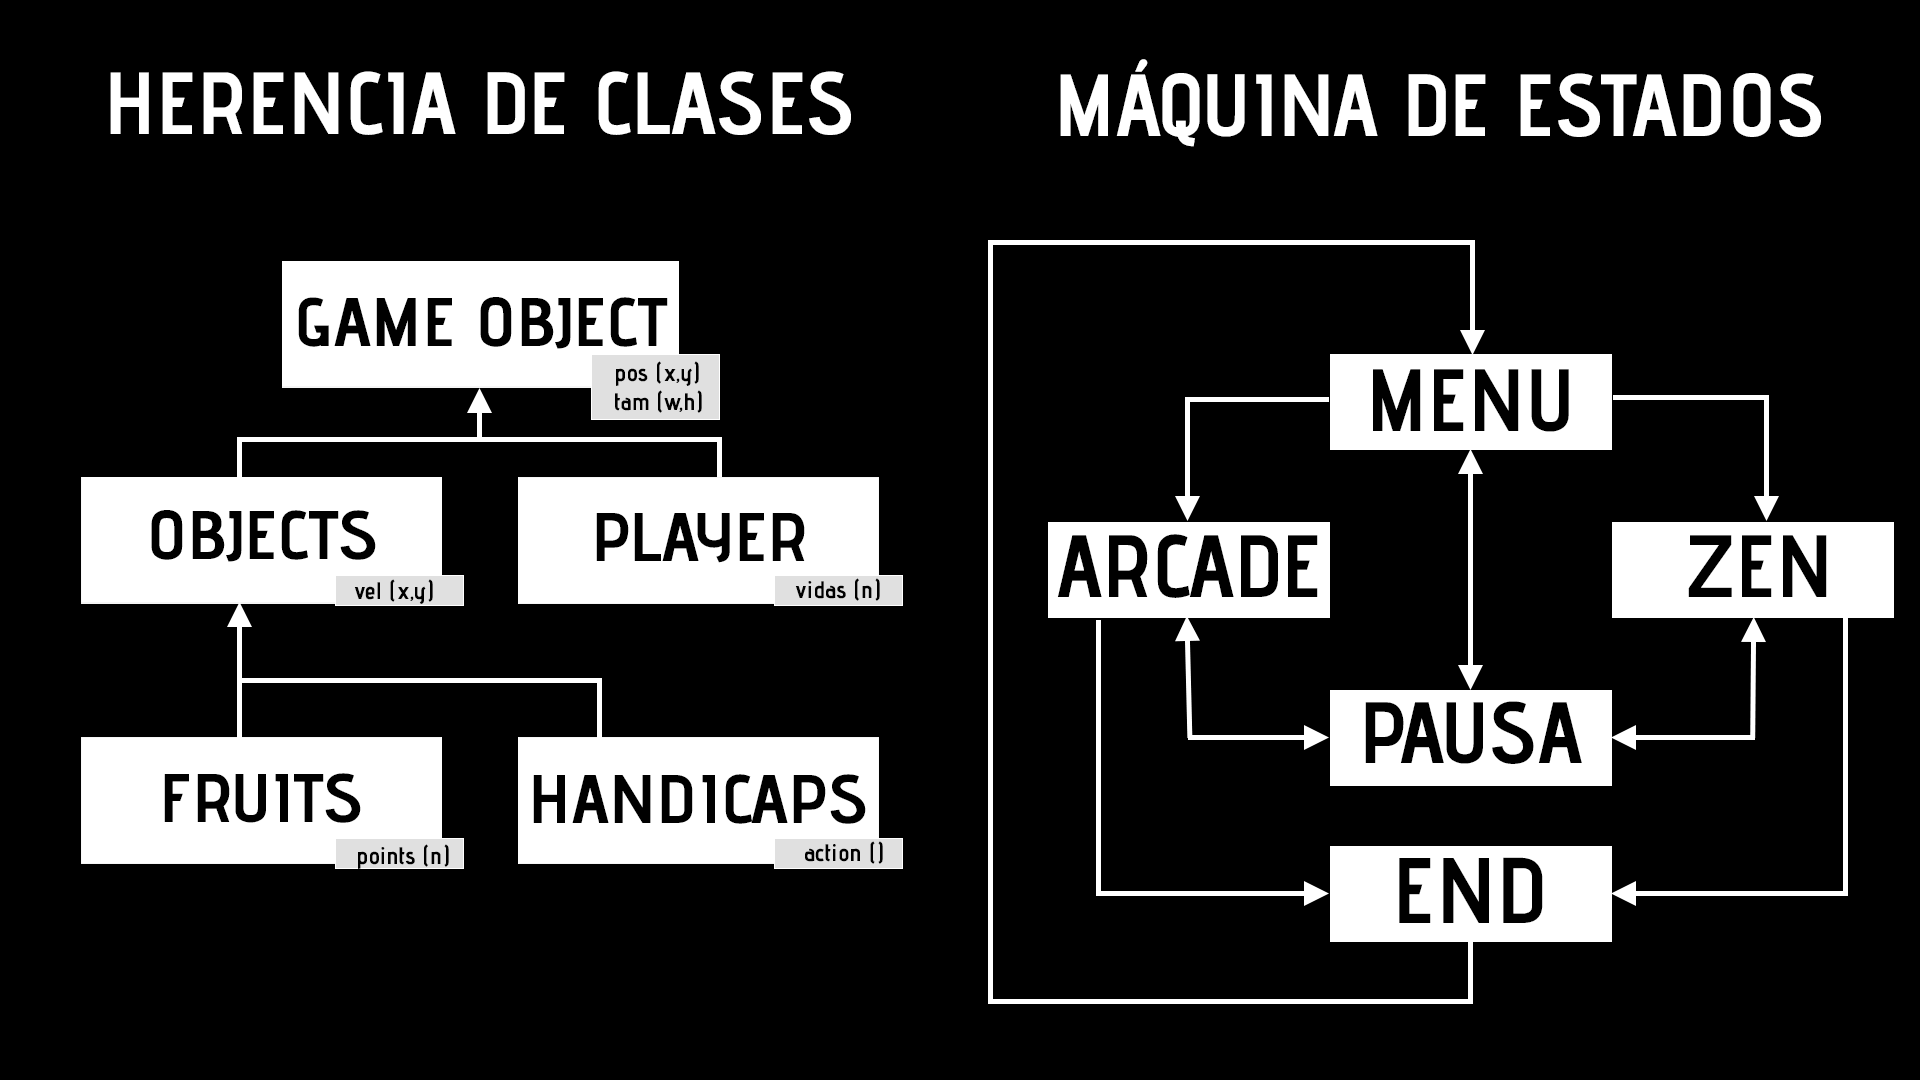 HERENCIA DE CLASES
GAME OBJECT
pos (x,y)
tam (w,h)
OBJECTS
vel (x,y)
PLAYER
vidas (n)
FRUITS
points (n)
HANDICAPS
action ()
MÁQUINA DE ESTADOS
MENU
ARCADE
ZEN
PAUSA
END